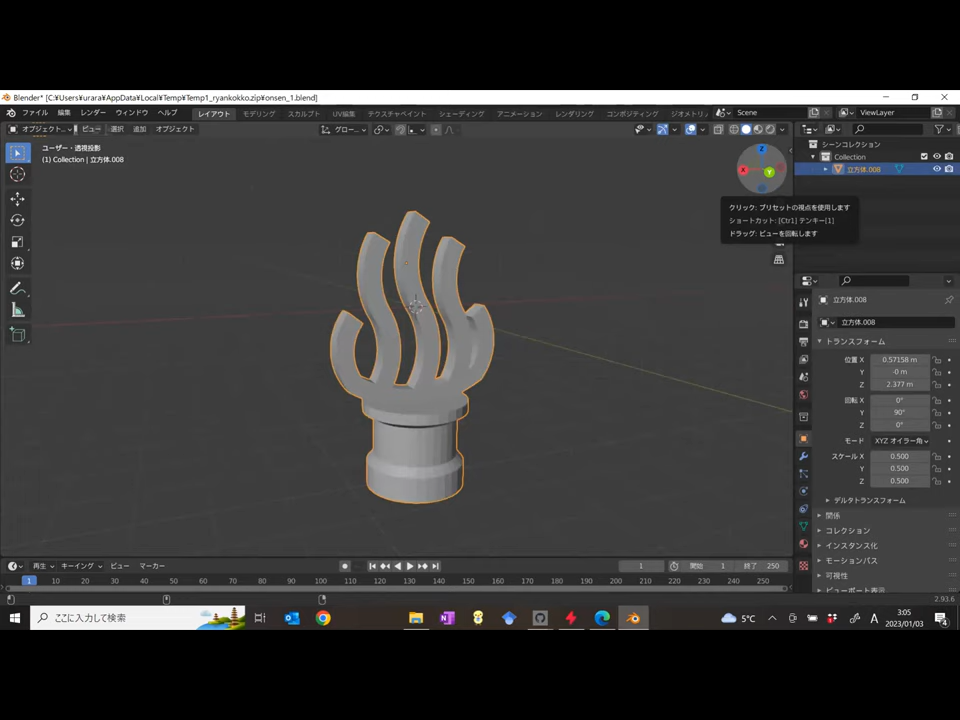 Blender* [C:¥Users¥urara¥AppData¥Local¥Temp¥Temp1_ryankokko.zip¥onsen_1.blend]
ファイル 編集 レンダー ウィンドウ ヘルプ レイアウト モデリング スカルプト UV編集 テクスチャペイント シェーディング アニメーション レンダリング コンポジティング ジオメトリ Scene ViewLayer
オブジェクト.. ビュー 選択 追加 オブジェクト グロー..
ユーザー・透視投影
(1) Collection | 立方体.008
シーンコレクション
Collection
立方体.008
X Y Z
クリック: プリセットの視点を使用します
ショートカット: [Ctrl] テンキー[1]
ドラッグ: ビューを回転します
立方体.008
立方体.008
トランスフォーム
位置 X 0.57158 m
Y -0 m
Z 2.377 m
回転 X 0°
Y 90°
Z 0°
モード XYZ オイラー角
スケール X 0.500
Y 0.500
Z 0.500
デルタトランスフォーム
関係
コレクション
インスタンス化
モーションパス
可視性
ビューポート表示
再生 キーイング ビュー マーカー 1 開始 1 終了 250
1 10 20 30 40 50 60 70 80 90 100 110 120 130 140 150 160 170 180 190 200 210 220 230 240 250
2.93.6
ここに入力して検索
5°C A 3:05
2023/01/03 4